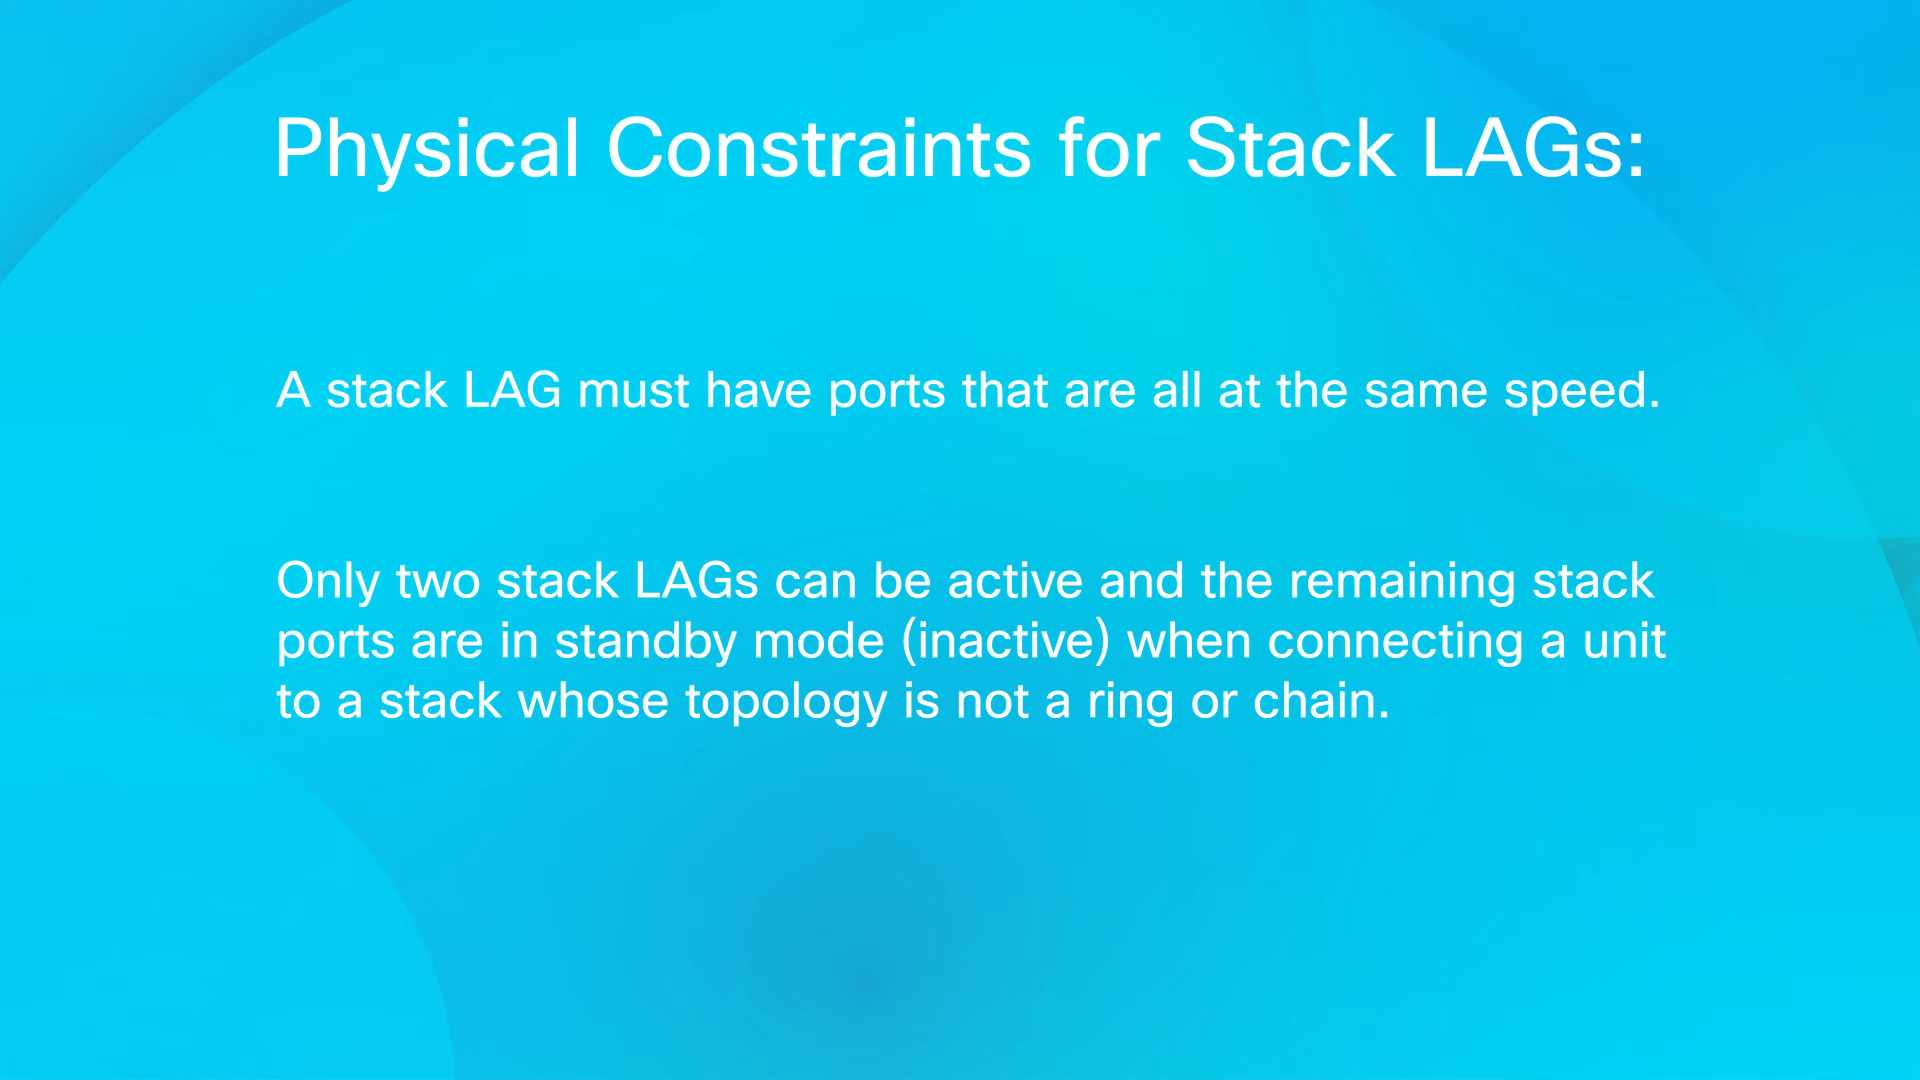 Physical Constraints for Stack LAGs:
A stack LAG must have ports that are all at the same speed.
Only two stack LAGs can be active and the remaining stack
ports are in standby mode (inactive) when connecting a unit
to a stack whose topology is not a ring or chain.